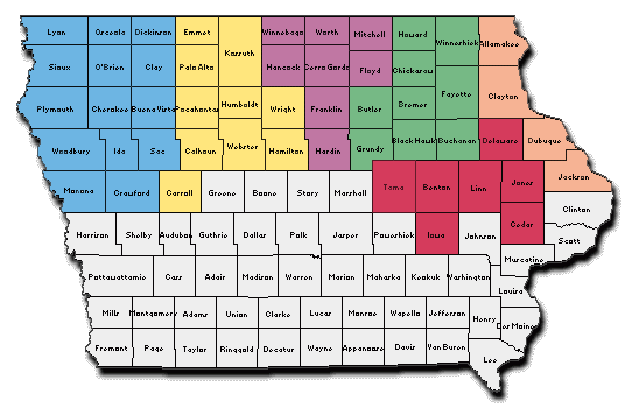 Lyon Osceola Dickinson Emmet Winnebago Worth Mitchell Howard Winneshiek Allamakee
Kossuth
Sioux O'Brien Clay Palo Alto Hancock Cerro Gordo Floyd Chickasaw
Fayette Clayton
Plymouth Cherokee Buena Vista Pocahontas Humboldt Wright Franklin Butler Bremer
Woodbury Ida Sac Calhoun Webster Hamilton Hardin Grundy Black Hawk Buchanan Delaware Dubuque
Monona Crawford Carroll Greene Boone Story Marshall Tama Benton Linn Jones Jackson
Harrison Shelby Audubon Guthrie Dallas Polk Jasper Poweshiek Iowa Johnson Cedar Clinton
Scott
Muscatine
Pottawattamie Cass Adair Madison Warren Marion Mahaska Keokuk Washington
Louisa
Mills Montgomery Adams Union Clarke Lucas Monroe Wapello Jefferson Henry Des Moines
Fremont Page Taylor Ringgold Decatur Wayne Appanoose Davis Van Buren Lee